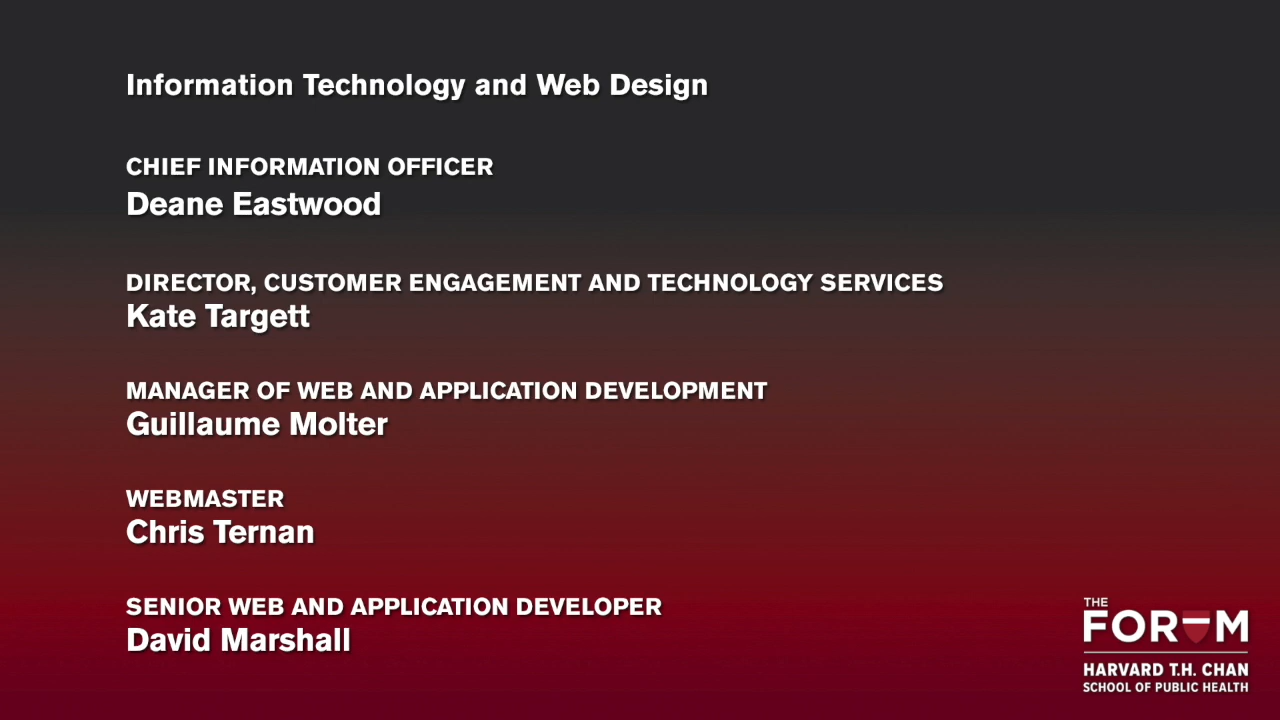 Information Technology and Web Design
CHIEF INFORMATION OFFICER
Deane Eastwood
DIRECTOR, CUSTOMER ENGAGEMENT AND TECHNOLOGY SERVICES
Kate Targett
MANAGER OF WEB AND APPLICATION DEVELOPMENT
Guillaume Molter
WEBMASTER
Chris Ternan
SENIOR WEB AND APPLICATION DEVELOPER
David Marshall
THE
FORUM
HARVARD T.H. CHAN
SCHOOL OF PUBLIC HEALTH